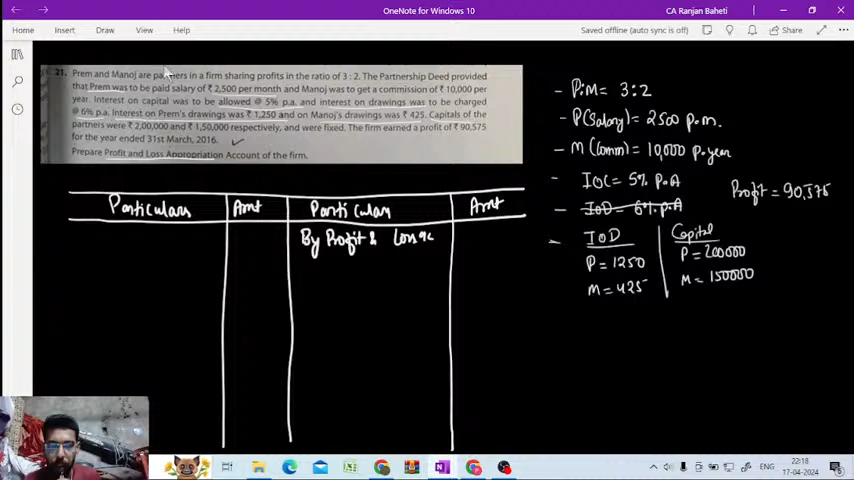 OneNote for Windows 10
CA Ranjan Baheti
Home Insert Draw View Help
Saved offline (auto sync is off)
Share
21. Prem and Manoj are partners in a firm sharing profits in the ratio of 3 : 2. The Partnership Deed provided
that Prem was to be paid salary of ₹ 2,500 per month and Manoj was to get a commission of ₹ 10,000 per
year. Interest on capital was to be allowed @ 5% p.a. and interest on drawings was to be charged
@ 6% p.a. Interest on Prem's drawings was ₹ 1,250 and on Manoj's drawings was ₹ 425. Capitals of the
partners were ₹ 2,00,000 and ₹ 1,50,000 respectively, and were fixed. The firm earned a profit of ₹ 90,575
for the year ended 31st March, 2016.
Prepare Profit and Loss Appropriation Account of the firm.
Particulars Amt Particulars Amt
By Profit & Loss a/c
- P:M = 3:2
- P(Salary) = 2500 p.m.
- M (Comm) = 10,000 p.year
- IOC = 5% P.A
Profit = 90,575
- IoD = 6% p.A
- IoD
P = 1250
M = 425
Capital
P = 200000
M = 150000
ENG
22:18
17-04-2024